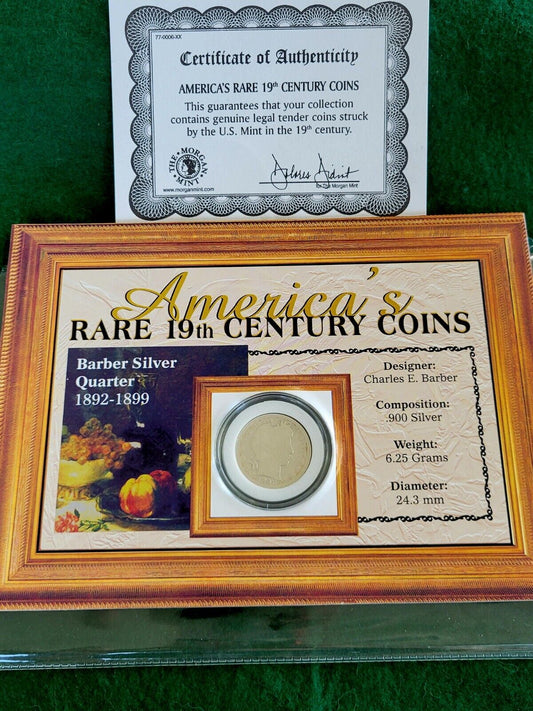 77-0006-XX
Certificate of Authenticity
AMERICA'S RARE 19th CENTURY COINS
This guarantees that your collection
contains genuine legal tender coins struck
by the U.S. Mint in the 19th century.
THE MORGAN MINT
www.morganmint.com
for The Morgan Mint
America's
RARE 19th CENTURY COINS
Barber Silver
Quarter
1892-1899
Designer:
Charles E. Barber
Composition:
.900 Silver
Weight:
6.25 Grams
Diameter:
24.3 mm